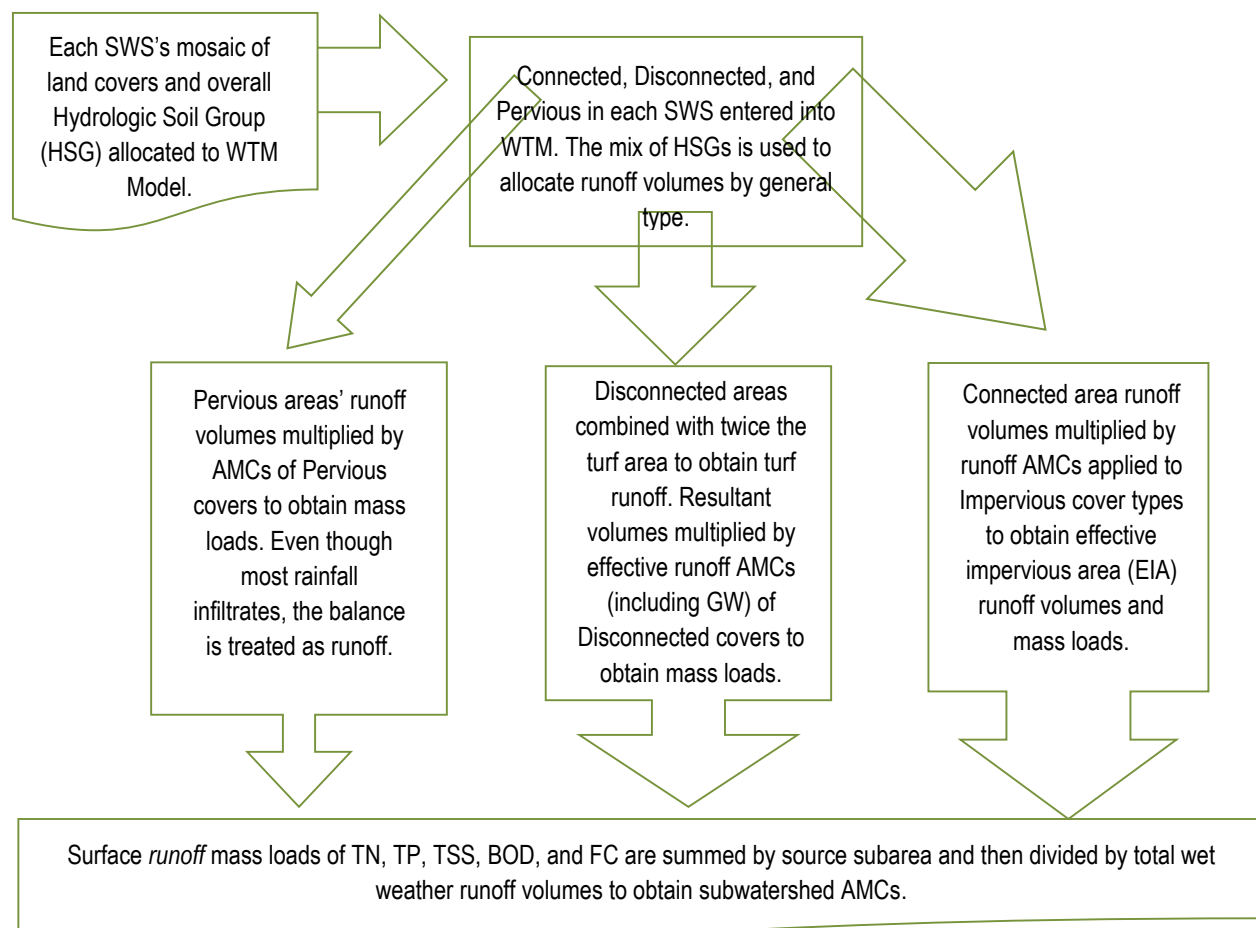 Each SWS’s mosaic of
land covers and overall
Hydrologic Soil Group
(HSG) allocated to WTM
Model.
Connected, Disconnected, and
Pervious in each SWS entered into
WTM. The mix of HSGs is used to
allocate runoff volumes by general
type.
Pervious areas’ runoff
volumes multiplied by
AMCs of Pervious
covers to obtain mass
loads. Even though
most rainfall
infiltrates, the balance
is treated as runoff.
Disconnected areas
combined with twice the
turf area to obtain turf
runoff. Resultant
volumes multiplied by
effective runoff AMCs
(including GW) of
Disconnected covers to
obtain mass loads.
Connected area runoff
volumes multiplied by
runoff AMCs applied to
Impervious cover types
to obtain effective
impervious area (EIA)
runoff volumes and
mass loads.
Surface runoff mass loads of TN, TP, TSS, BOD, and FC are summed by source subarea and then divided by total wet
weather runoff volumes to obtain subwatershed AMCs.